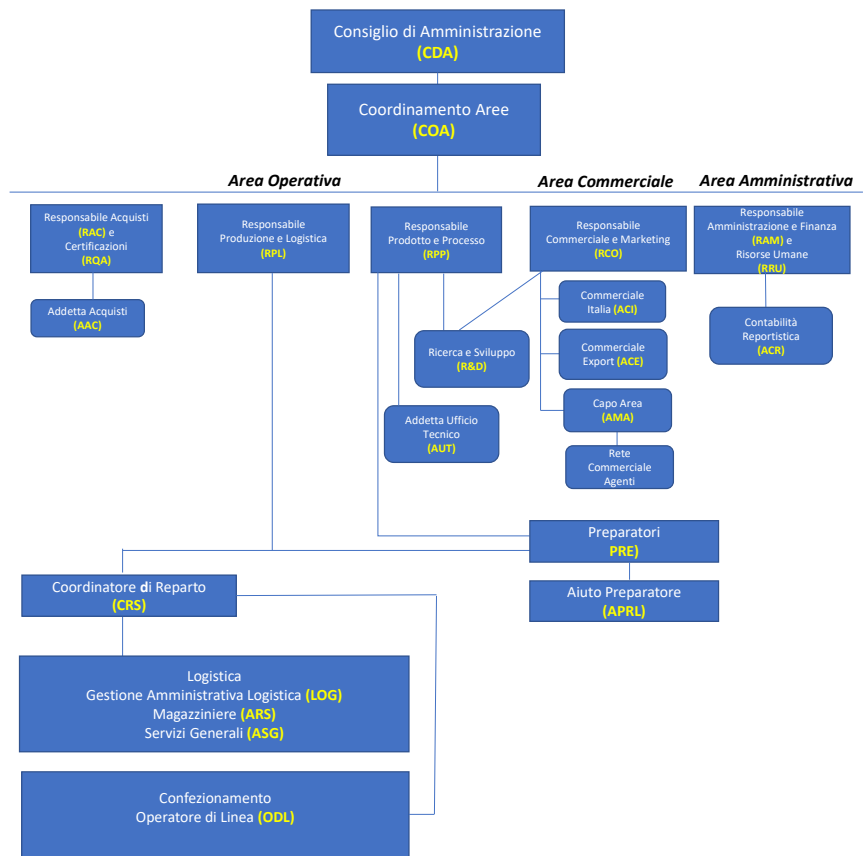 Consiglio di Amministrazione
(CDA)
Coordinamento Aree
(COA)
Area Operativa
Area Commerciale
Area Amministrativa
Responsabile Acquisti
(RAC) e
Certificazioni
(RQA)
Responsabile
Produzione e Logistica
(RPL)
Responsabile
Prodotto e Processo
(RPP)
Responsabile
Commerciale e Marketing
(RCO)
Responsabile
Amministrazione e Finanza
(RAM) e
Risorse Umane
(RRU)
Addetta Acquisti
(AAC)
Commerciale
Italia (ACI)
Contabilità
Reportistica
(ACR)
Ricerca e Sviluppo
(R&D)
Commerciale
Export (ACE)
Addetta Ufficio
Tecnico
(AUT)
Capo Area
(AMA)
Rete
Commerciale
Agenti
Preparatori
PRE)
Coordinatore di Reparto
(CRS)
Aiuto Preparatore
(APRL)
Logistica
Gestione Amministrativa Logistica (LOG)
Magazziniere (ARS)
Servizi Generali (ASG)
Confezionamento
Operatore di Linea (ODL)